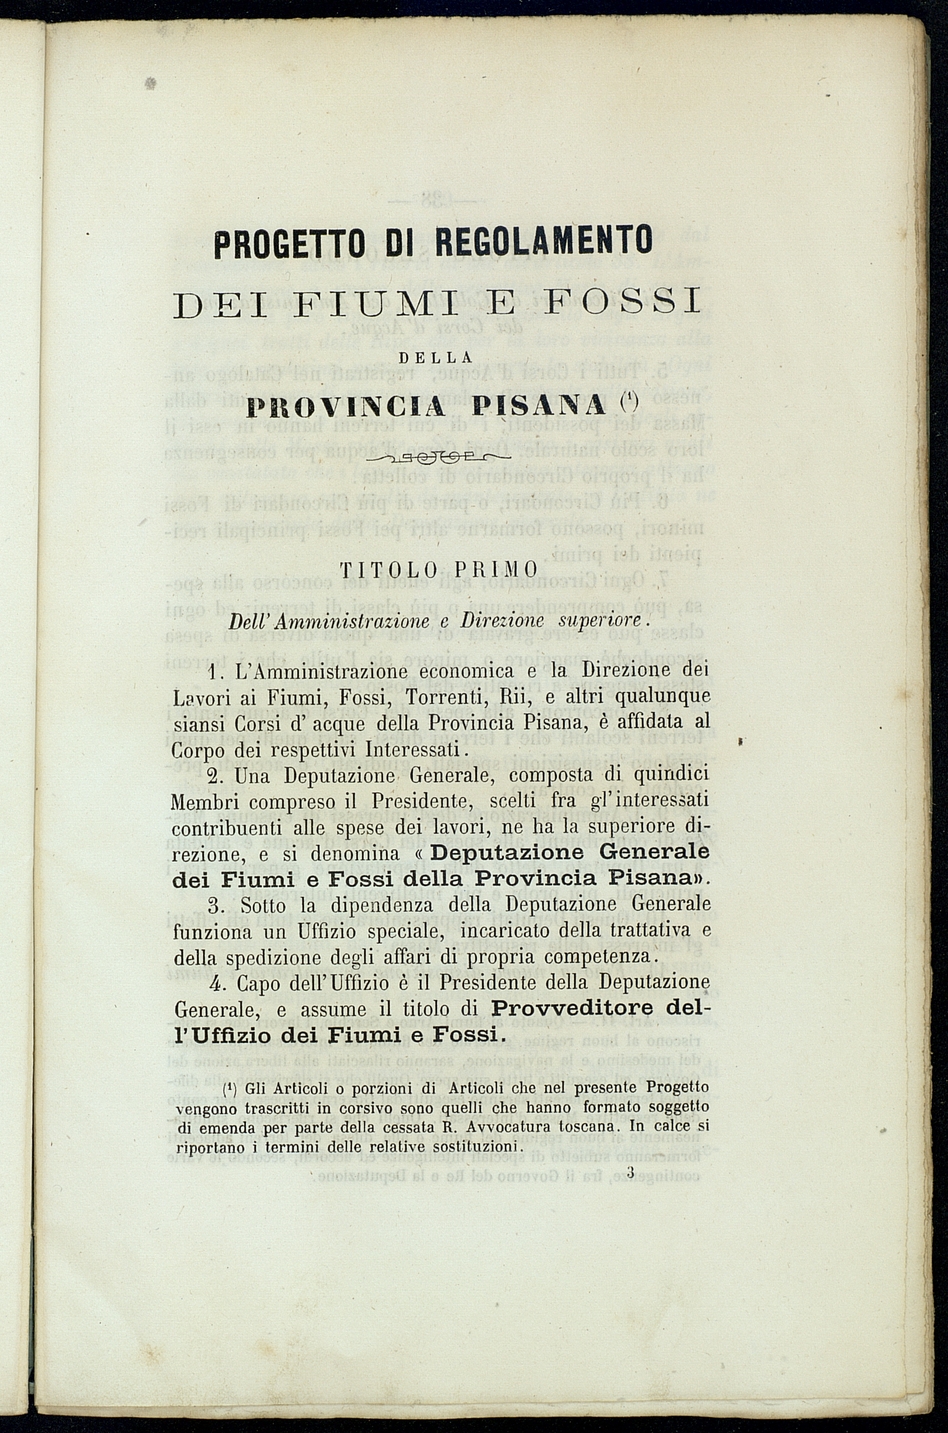 PROGETTO DI REGOLAMENTO
DEI FIUMI E FOSSI
DELLA
PROVINCIA PISANA (¹)
TITOLO PRIMO
Dell'Amministrazione e Direzione superiore.
1. L'Amministrazione economica e la Direzione dei
Lavori ai Fiumi, Fossi, Torrenti, Rii, e altri qualunque
siansi Corsi d'acque della Provincia Pisana, è affidata al
Corpo dei respettivi Interessati.
2. Una Deputazione Generale, composta di quindici
Membri compreso il Presidente, scelti fra gl'interessati
contribuenti alle spese dei lavori, ne ha la superiore di-
rezione, e si denomina « Deputazione Generale
dei Fiumi e Fossi della Provincia Pisana».
3. Sotto la dipendenza della Deputazione Generale
funziona un Uffizio speciale, incaricato della trattativa e
della spedizione degli affari di propria competenza.
4. Capo dell'Uffizio è il Presidente della Deputazione
Generale, e assume il titolo di Provveditore del-
l'Uffizio dei Fiumi e Fossi.
(¹) Gli Articoli o porzioni di Articoli che nel presente Progetto
vengono trascritti in corsivo sono quelli che hanno formato soggetto
di emenda per parte della cessata R. Avvocatura toscana. In calce si
riportano i termini delle relative sostituzioni.
3